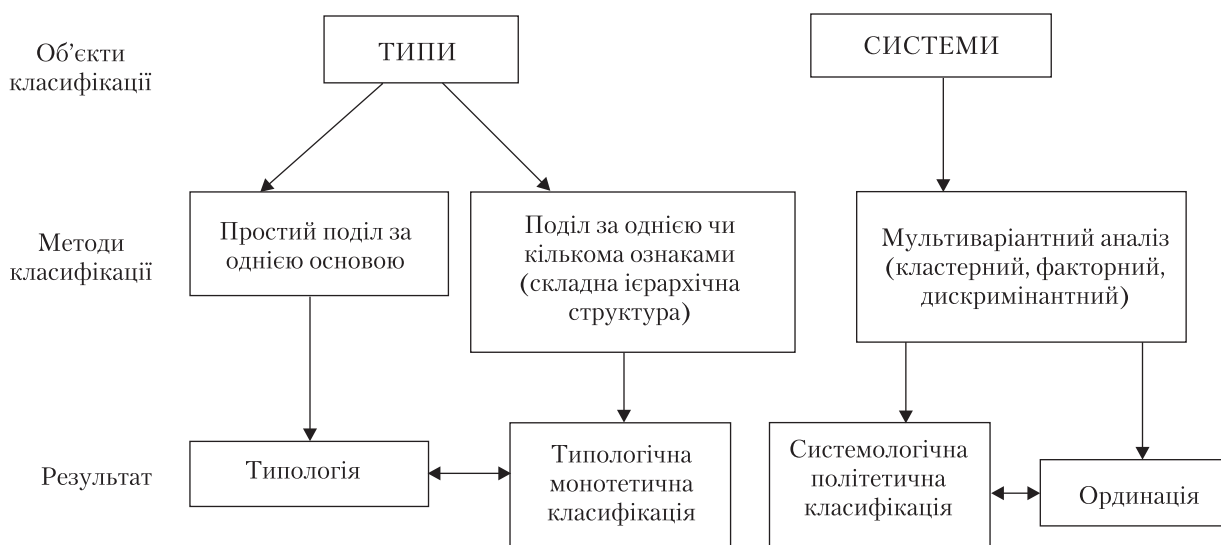 Об’єкти
класифікації
ТИПИ
СИСТЕМИ
Методи
класифікації
Простий поділ за
однією основою
Поділ за однією чи
кількома ознаками
(складна ієрархічна
структура)
Мультиваріантний аналіз
(кластерний, факторний,
дискримінантний)
Результат
Типологія
Типологічна
монотетична
класифікація
Системологічна
політетична
класифікація
Ординація